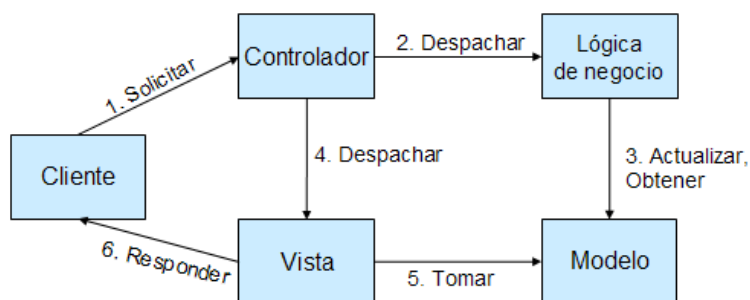 Controlador
2. Despachar
Lógica
de negocio
1. Solicitar
Cliente
4. Despachar
3. Actualizar,
Obtener
6. Responder
Vista
5. Tomar
Modelo